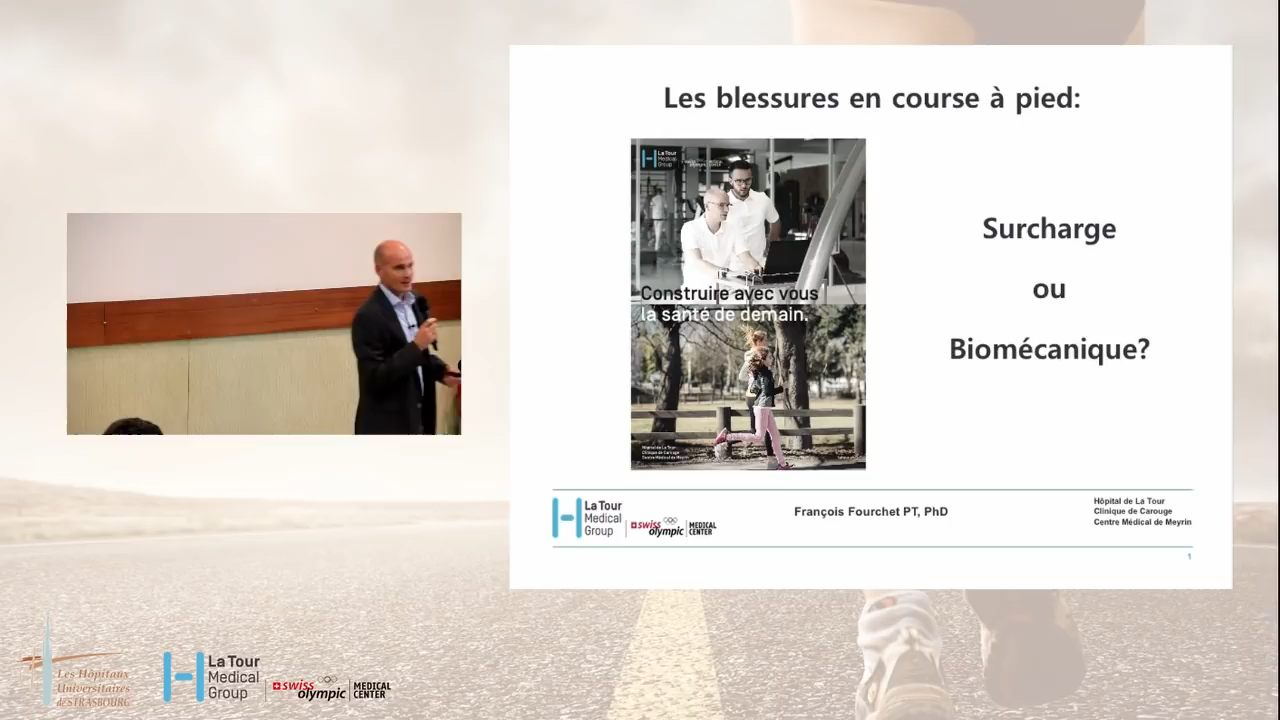 Les blessures en course à pied:
La Tour
Medical
Group
Construire avec vous
la santé de demain.
Hôpital de La Tour
Clinique de Carouge
Centre Médical de Meyrin
Surcharge
ou
Biomécanique?
La Tour
Medical
Group
swiss
olympic
MEDICAL
CENTER
François Fourchet PT, PhD
Hôpital de La Tour
Clinique de Carouge
Centre Médical de Meyrin
1
Les Hôpitaux
Universitaires
de STRASBOURG
La Tour
Medical
Group
swiss
olympic
MEDICAL
CENTER